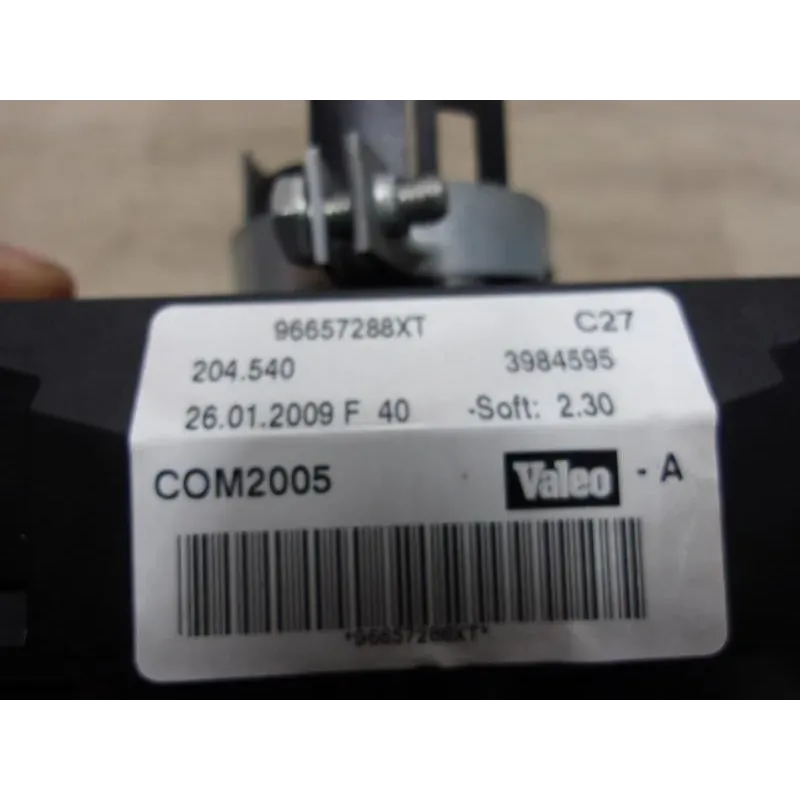 96657288XT C27
204.540 3984595
26.01.2009 F 40 -Soft: 2.30
COM2005 Valeo - A
*96657288XT*